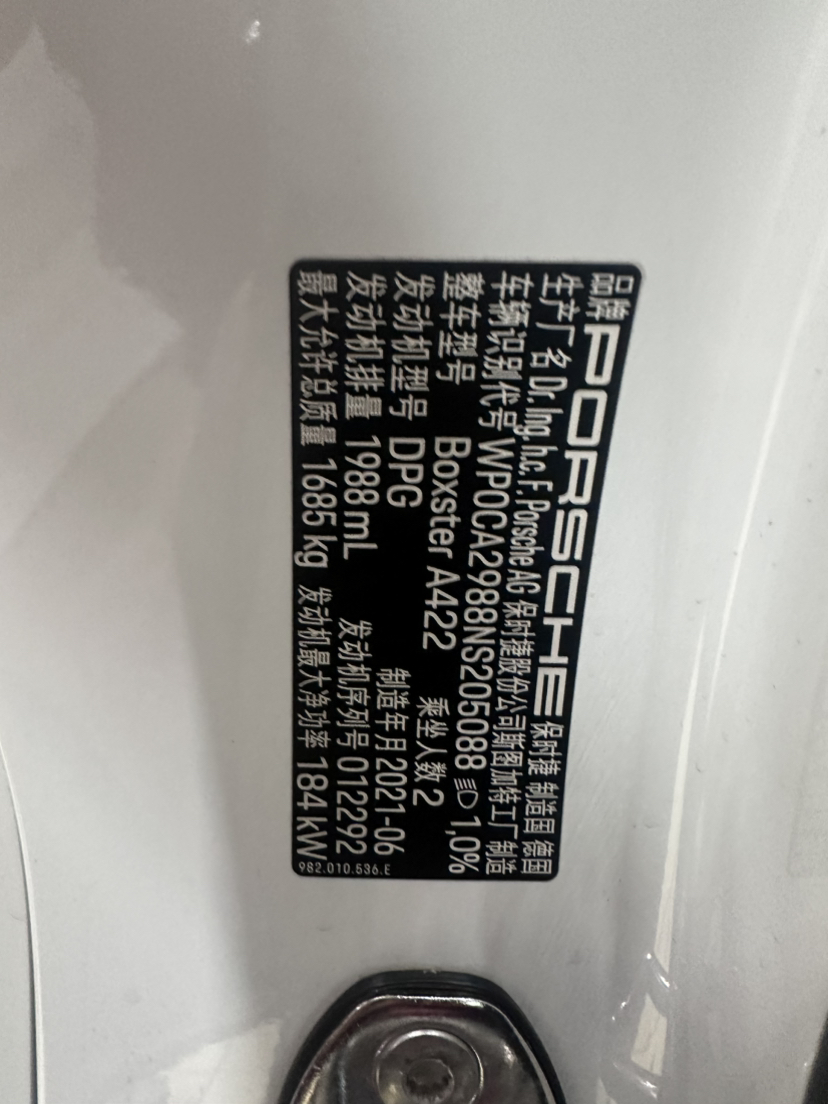 品牌 PORSCHE 保时捷 制造国 德国
生产厂名 Dr. Ing. h.c. F. Porsche AG 保时捷股份公司斯图加特工厂制造
车辆识别代号 WP0CA2988NS205088 1,0%
整车型号 Boxster A422 乘坐人数 2
发动机型号 DPG 制造年月 2021-06
发动机排量 1988 mL 发动机序列号 012292
最大允许总质量 1685 kg 发动机最大净功率 184 kW
982.010.536.E